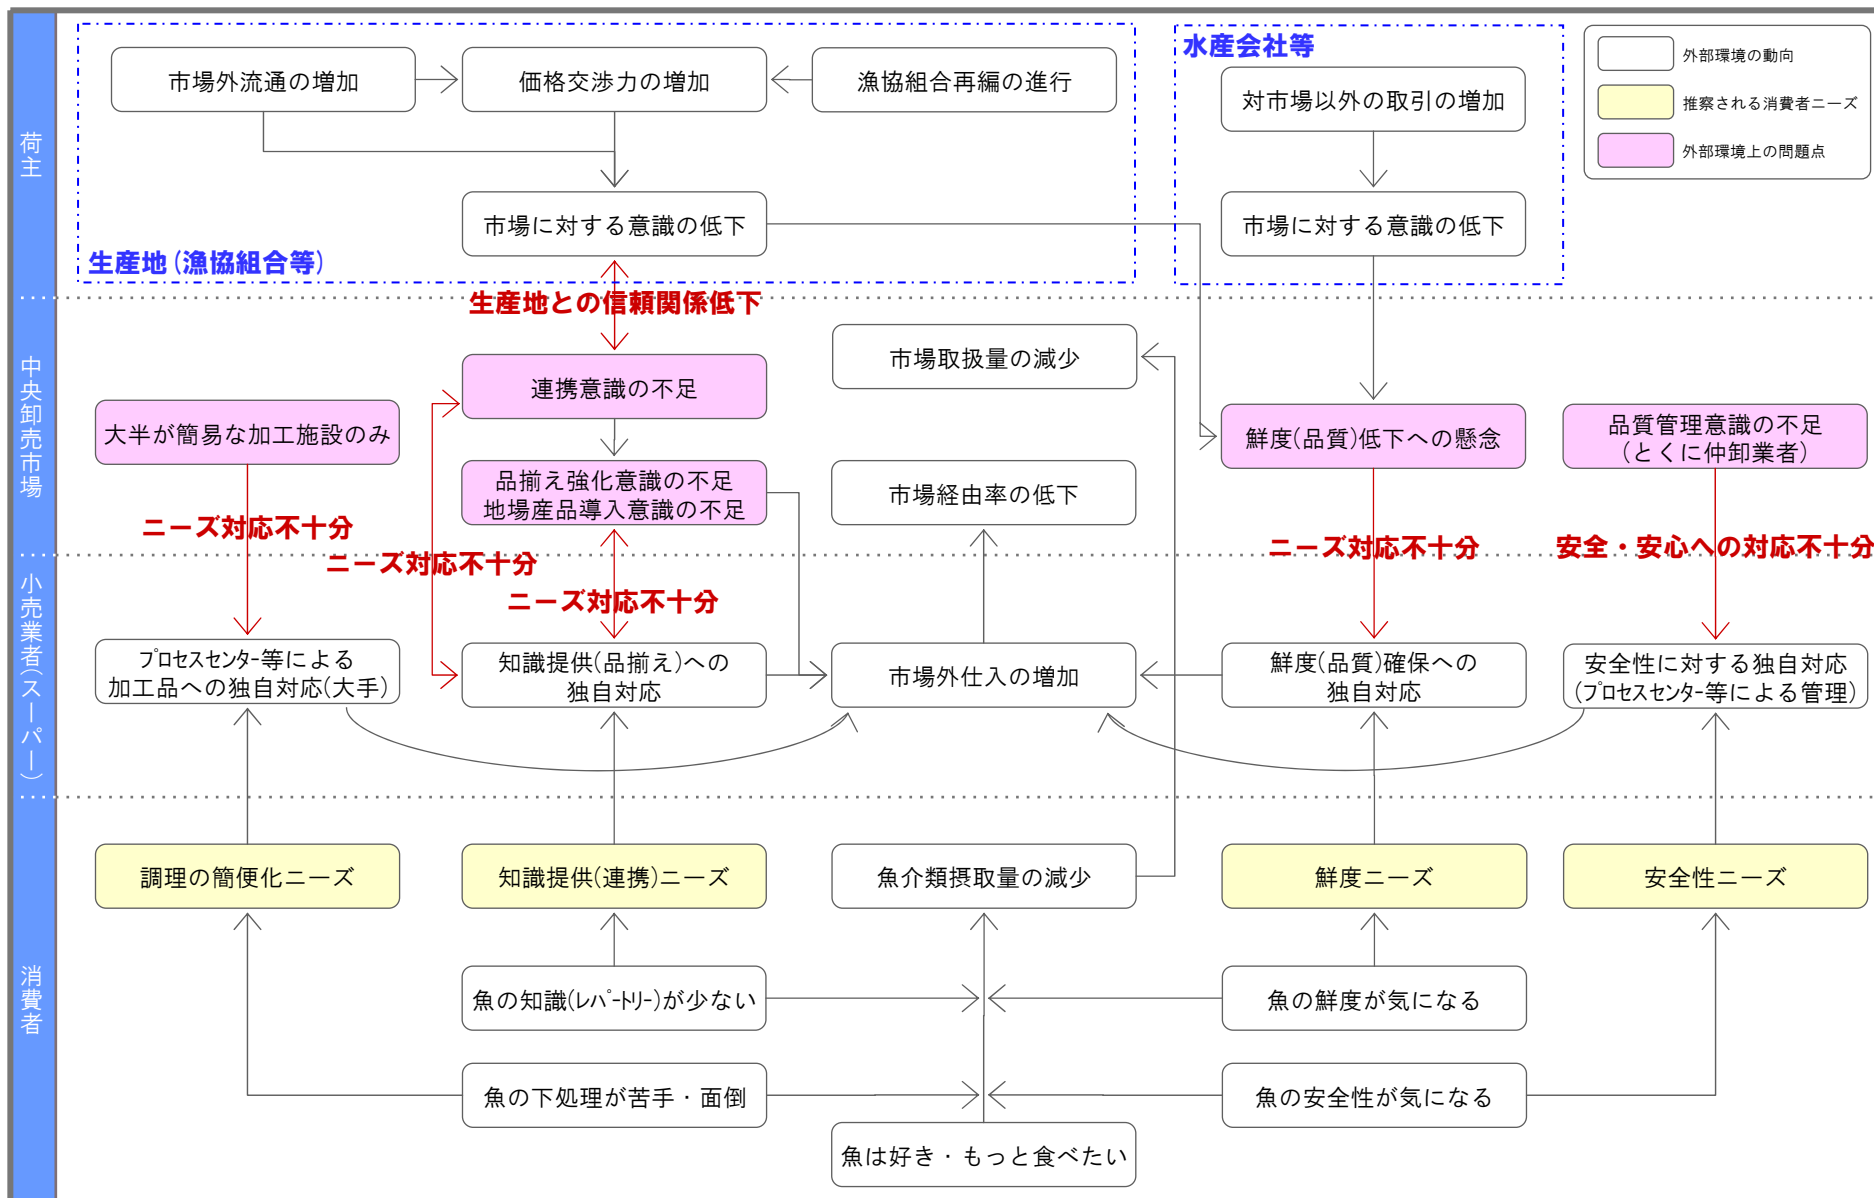 荷主
市場外流通の増加
価格交渉力の増加
漁協組合再編の進行
市場に対する意識の低下
生産地(漁協組合等)
水産会社等
対市場以外の取引の増加
市場に対する意識の低下
外部環境の動向
推察される消費者ニーズ
外部環境上の問題点
生産地との信頼関係低下
中央卸売市場
大半が簡易な加工施設のみ
連携意識の不足
品揃え強化意識の不足
地場産品導入意識の不足
市場取扱量の減少
市場経由率の低下
鮮度(品質)低下への懸念
品質管理意識の不足
(とくに仲卸業者)
ニーズ対応不十分
ニーズ対応不十分
ニーズ対応不十分
ニーズ対応不十分
安全・安心への対応不十分
小売業者(スーパー)
プロセスセンター等による
加工品への独自対応(大手)
知識提供(品揃え)への
独自対応
市場外仕入の増加
鮮度(品質)確保への
独自対応
安全性に対する独自対応
(プロセスセンター等による管理)
消費者
調理の簡便化ニーズ
知識提供(連携)ニーズ
魚介類摂取量の減少
鮮度ニーズ
安全性ニーズ
魚の知識(レパートリー)が少ない
魚の鮮度が気になる
魚の下処理が苦手・面倒
魚の安全性が気になる
魚は好き・もっと食べたい